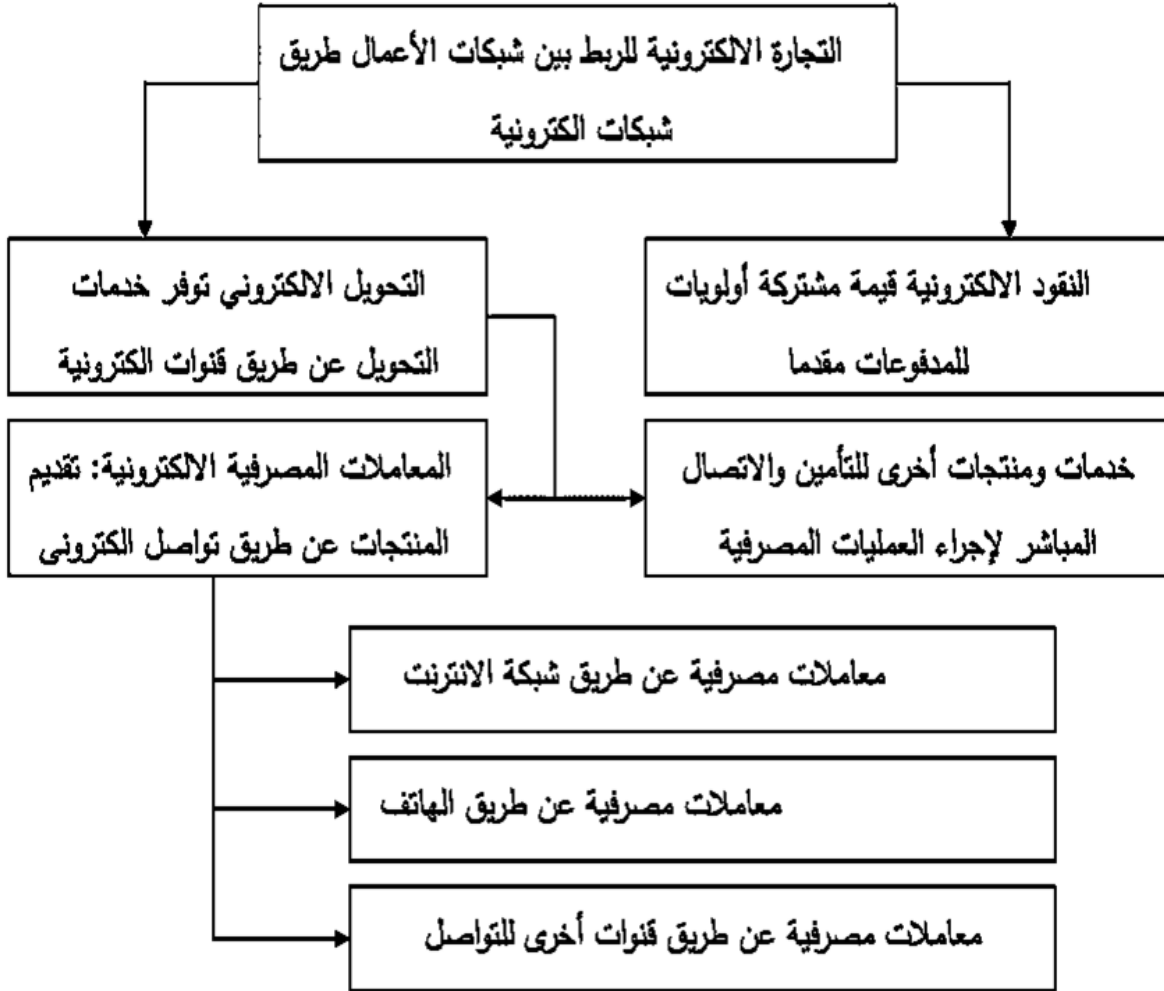 التجارة الالكترونية للربط بين شبكات الأعمال طريق
شبكات الكترونية
النقود الالكترونية قيمة مشتركة أولويات
للمدفوعات مقدما
التحويل الالكتروني توفر خدمات
التحويل عن طريق قنوات الكترونية
خدمات ومنتجات أخرى للتأمين والاتصال
المباشر لإجراء العمليات المصرفية
المعاملات المصرفية الالكترونية: تقديم
المنتجات عن طريق تواصل الكترونى
معاملات مصرفية عن طريق شبكة الانترنت
معاملات مصرفية عن طريق الهاتف
معاملات مصرفية عن طريق قنوات أخرى للتواصل